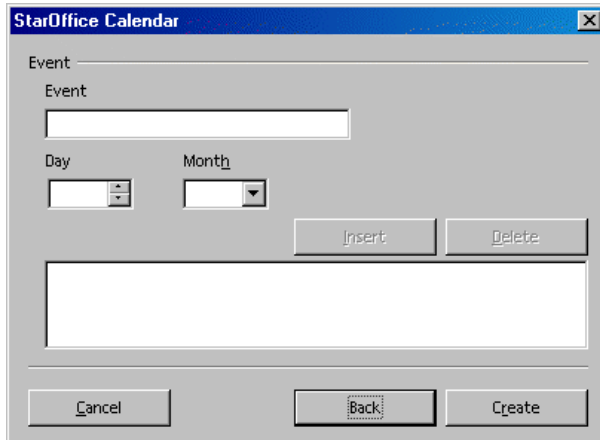 StarOffice Calendar
Event
Event
Day Month
Insert Delete
Cancel Back Create